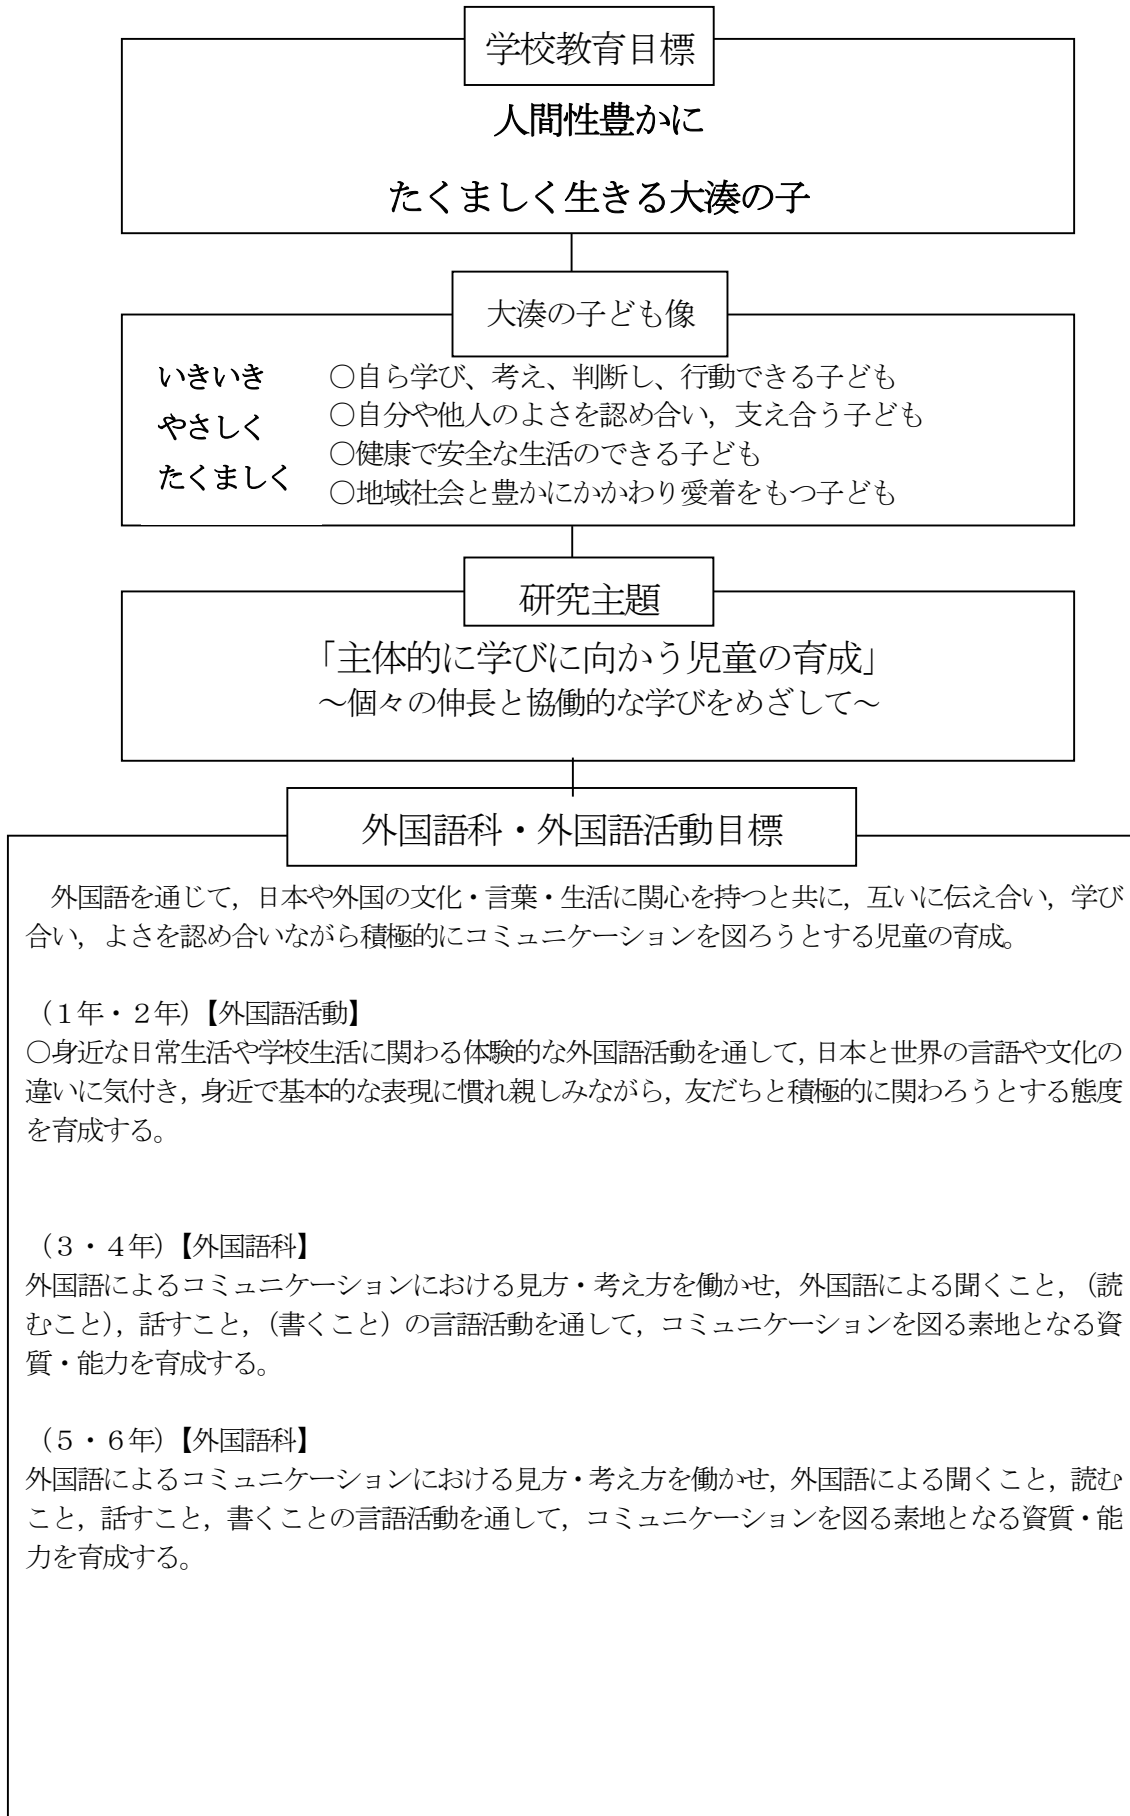 学校教育目標
人間性豊かに
たくましく生きる大湊の子
大湊の子ども像
いきいき
やさしく
たくましく
○自ら学び、考え、判断し、行動できる子ども
○自分や他人のよさを認め合い，支え合う子ども
○健康で安全な生活のできる子ども
○地域社会と豊かにかかわり愛着をもつ子ども
研究主題
「主体的に学びに向かう児童の育成」
～個々の伸長と協働的な学びをめざして～
外国語科・外国語活動目標
外国語を通じて，日本や外国の文化・言葉・生活に関心を持つと共に，互いに伝え合い，学び
合い，よさを認め合いながら積極的にコミュニケーションを図ろうとする児童の育成。
（１年・２年）【外国語活動】
○身近な日常生活や学校生活に関わる体験的な外国語活動を通して，日本と世界の言語や文化の
違いに気付き，身近で基本的な表現に慣れ親しみながら，友だちと積極的に関わろうとする態度
を育成する。
（３・４年）【外国語科】
外国語によるコミュニケーションにおける見方・考え方を働かせ，外国語による聞くこと，（読
むこと），話すこと，（書くこと）の言語活動を通して，コミュニケーションを図る素地となる資
質・能力を育成する。
（５・６年）【外国語科】
外国語によるコミュニケーションにおける見方・考え方を働かせ，外国語による聞くこと，読む
こと，話すこと，書くことの言語活動を通して，コミュニケーションを図る素地となる資質・能
力を育成する。